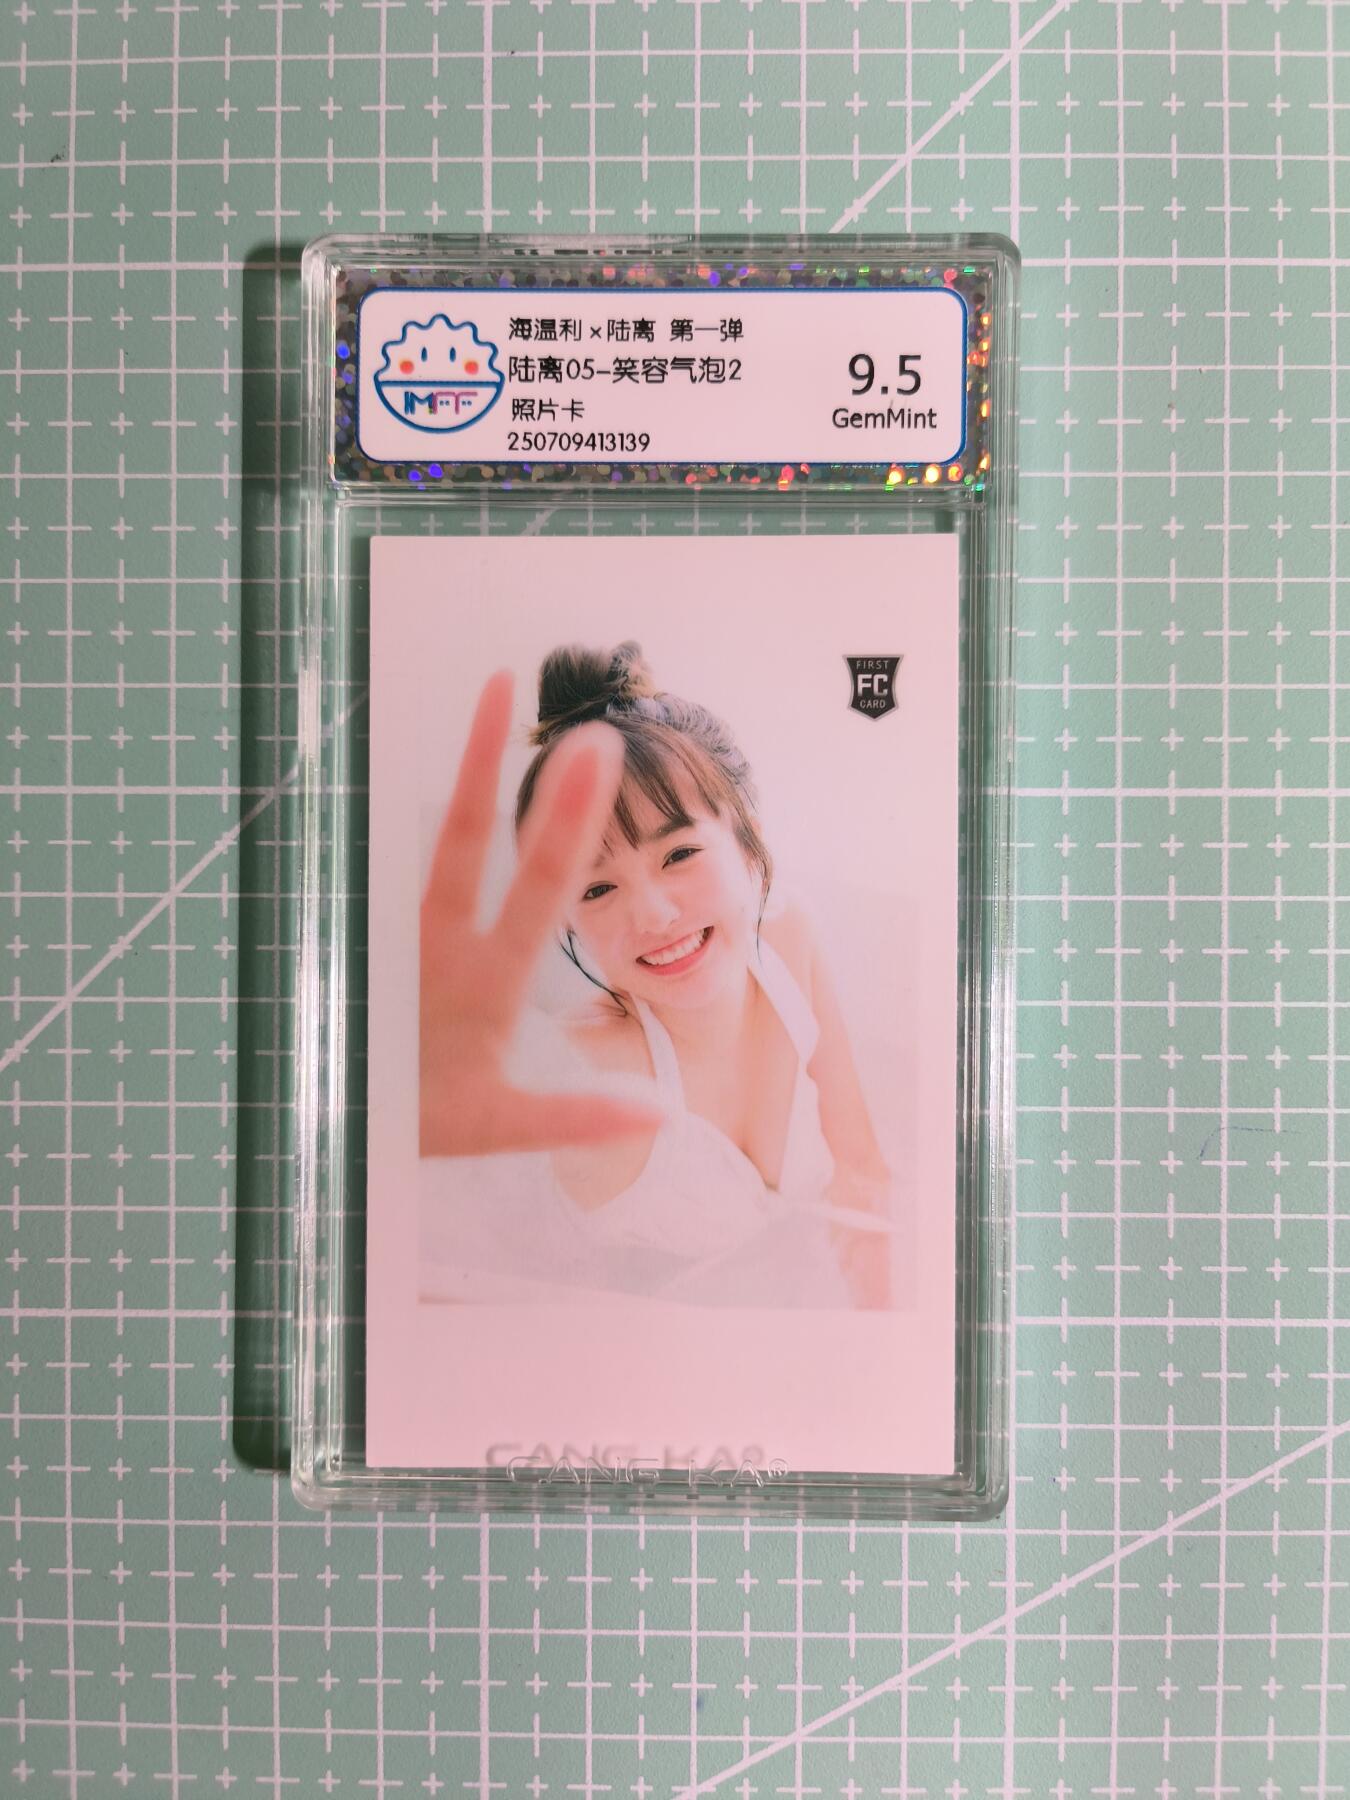 海温利×陆离 第一弹
陆离05-笑容气泡2
照片卡
250709413139
IMFF
9.5
GemMint
FIRST
FC
CARD
CANG KA®